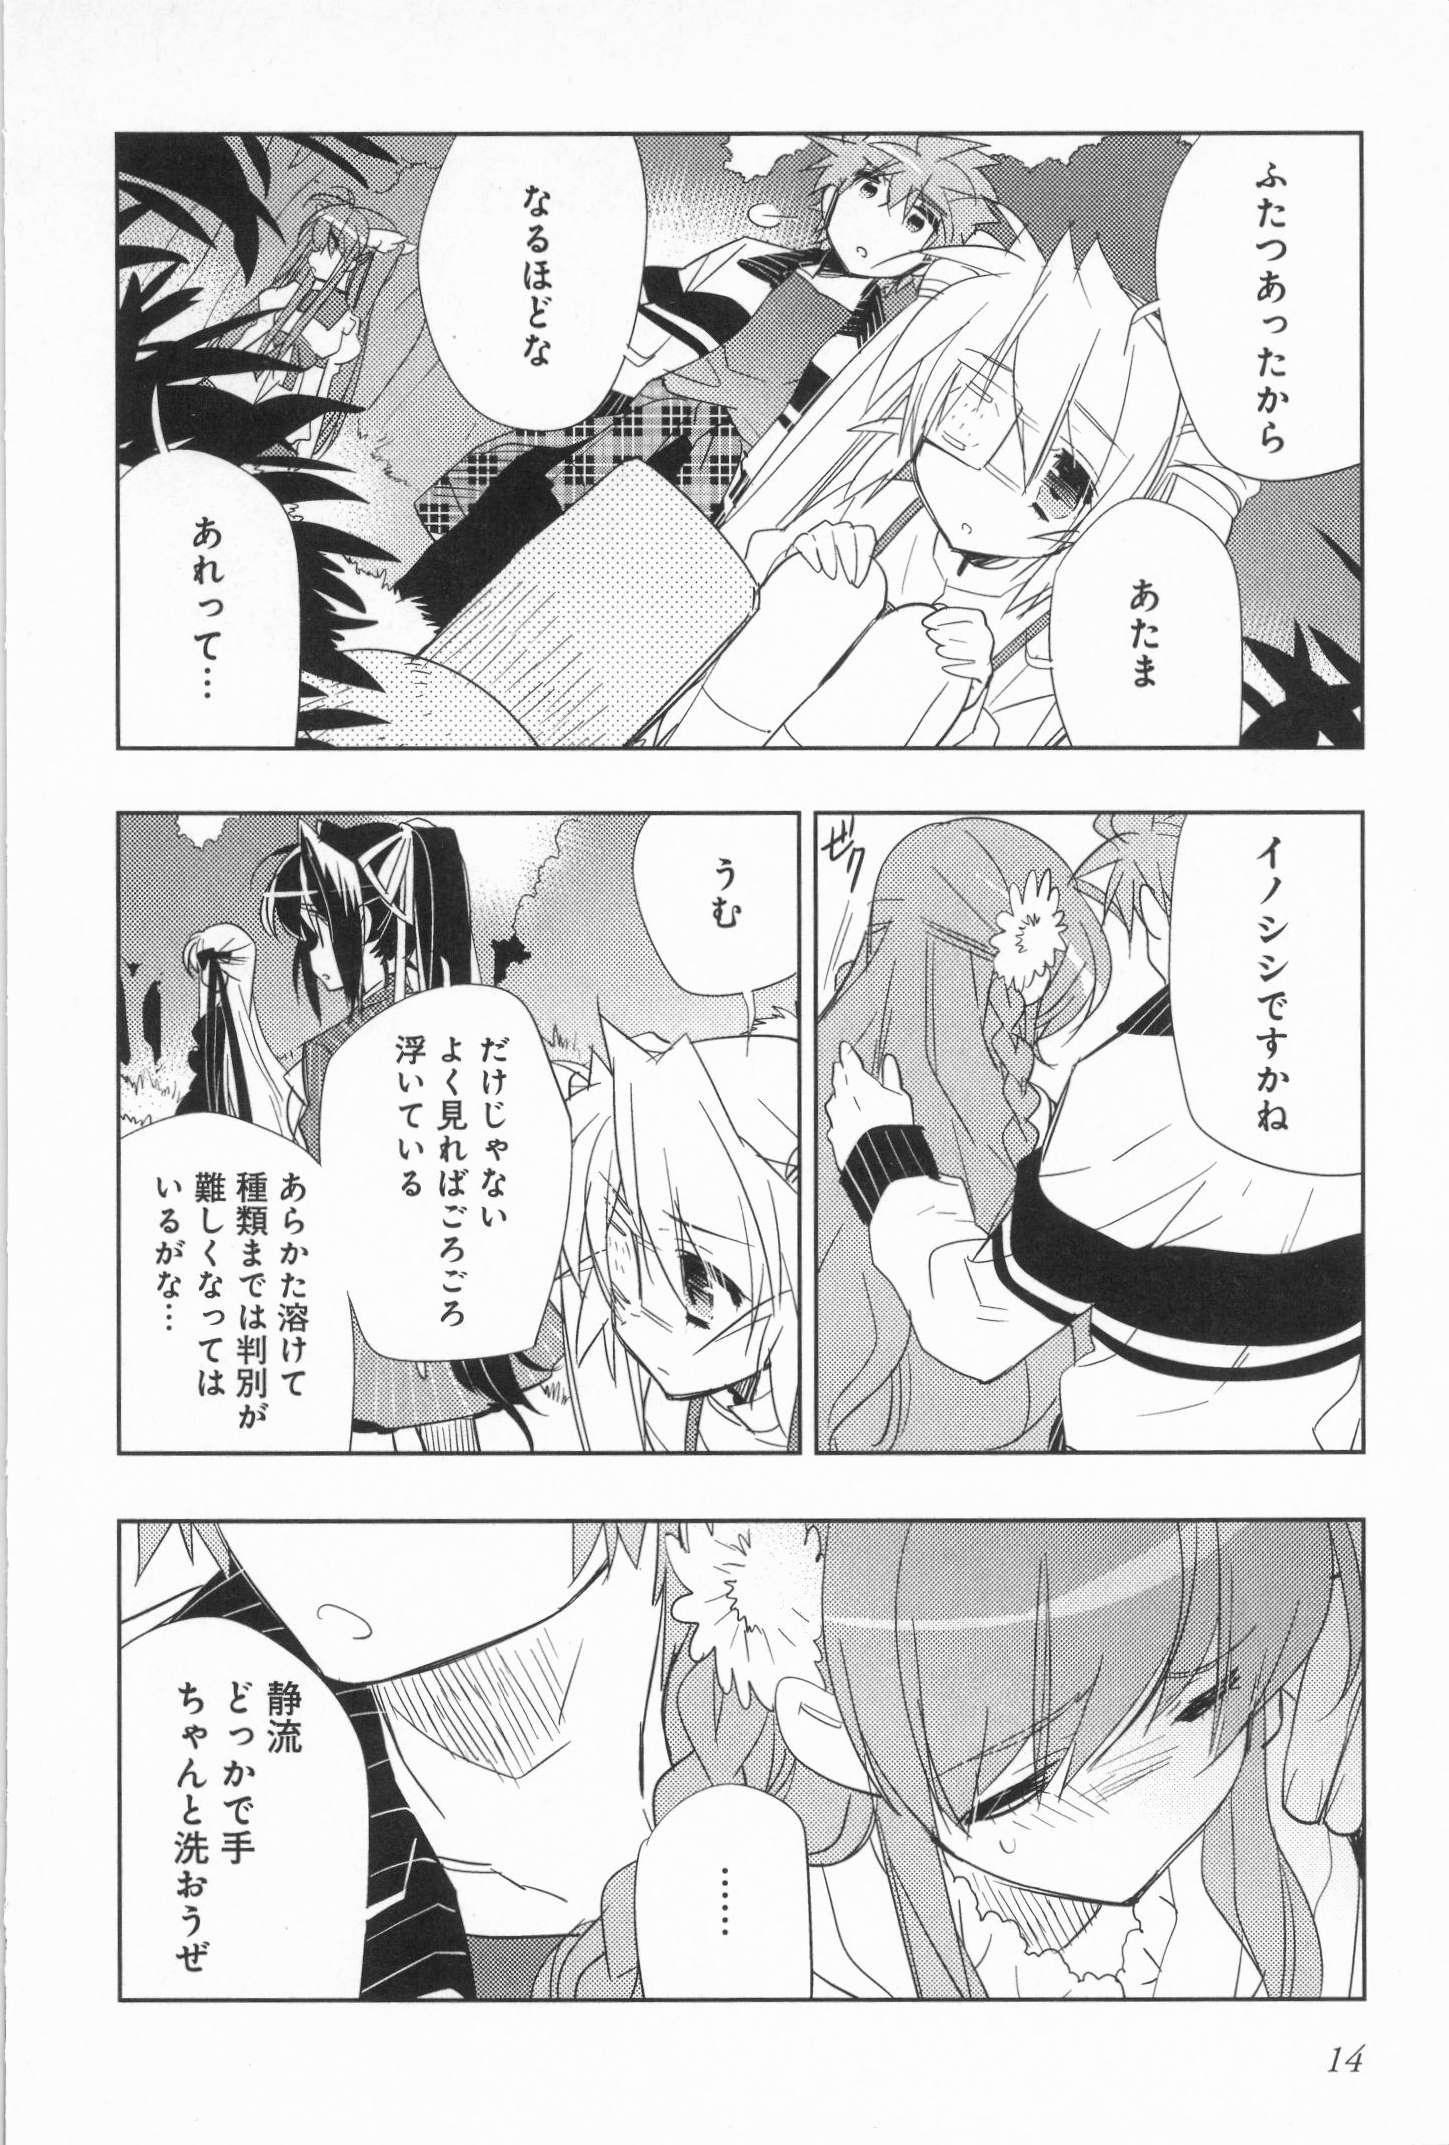 ふたつあったから
あたま
なるほどな
あれって…
イノシシですかね
ゼク
うむ
だけじゃない
よく見ればごろごろ
浮いている
あらかた溶けて
種類までは判別が
難しくなっては
いるがな…
……
静流
どっかで手
ちゃんと洗おうぜ
14